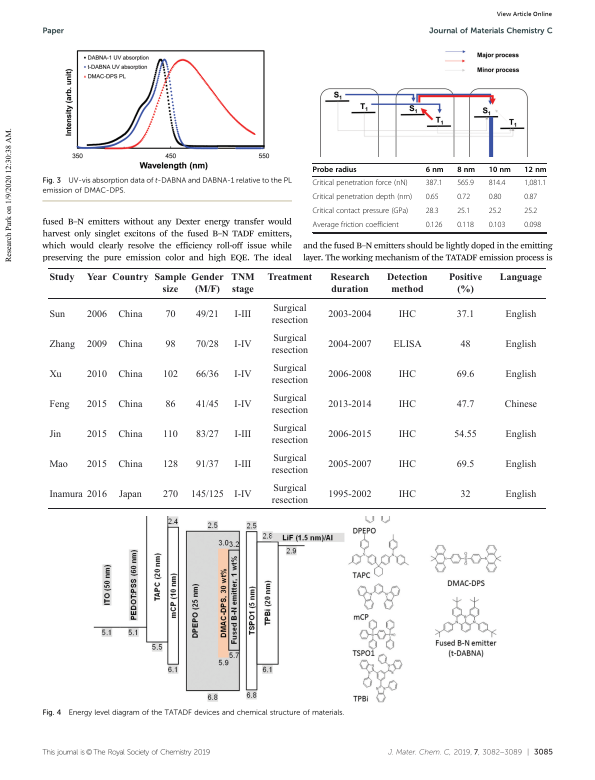 View Article Online
Paper
Journal of Materials Chemistry C
Research Park on 1/9/2020 12:30:38 AM.
DABNA-1 UV absorption
t-DABNA UV absorption
DMAC-DPS PL
Intensity (arb. unit)
350 450 550
Wavelength (nm)
Fig. 3 UV-vis absorption data of t-DABNA and DABNA-1 relative to the PL
emission of DMAC-DPS.
fused B–N emitters without any Dexter energy transfer would
harvest only singlet excitons of the fused B–N TADF emitters,
which would clearly resolve the efficiency roll-off issue while
preserving the pure emission color and high EQE. The ideal
Major process
Minor process
S1 T1 S1 T1 S1 T1
Probe radius 6 nm 8 nm 10 nm 12 nm
Critical penetration force (nN) 387.1 565.9 814.4 1,081.1
Critical penetration depth (nm) 0.65 0.72 0.80 0.87
Critical contact pressure (GPa) 28.3 25.1 25.2 25.2
Average friction coefficient 0.126 0.118 0.103 0.098
and the fused B–N emitters should be lightly doped in the emitting
layer. The working mechanism of the TATADF emission process is
Study Year Country Sample size Gender (M/F) TNM stage Treatment Research duration Detection method Positive (%) Language
Sun 2006 China 70 49/21 I-III Surgical resection 2003-2004 IHC 37.1 English
Zhang 2009 China 98 70/28 I-IV Surgical resection 2004-2007 ELISA 48 English
Xu 2010 China 102 66/36 I-IV Surgical resection 2006-2008 IHC 69.6 English
Feng 2015 China 86 41/45 I-IV Surgical resection 2013-2014 IHC 47.7 Chinese
Jin 2015 China 110 83/27 I-III Surgical resection 2006-2015 IHC 54.55 English
Mao 2015 China 128 91/37 I-III Surgical resection 2005-2007 IHC 69.5 English
Inamura 2016 Japan 270 145/125 I-IV Surgical resection 1995-2002 IHC 32 English
ITO (50 nm)
5.1
PEDOT:PSS (60 nm)
5.1
TAPC (20 nm)
5.5
2.4
mCP (10 nm)
6.1
2.5
DPEPO (25 nm)
6.8
3.0
DMAC-DPS, 30 wt%
5.9
3.2
Fused B-N emitter, 1 wt%
5.7
2.5
TSPO1 (5 nm)
6.8
2.8
TPBi (20 nm)
6.1
LiF (1.5 nm)/Al
2.9
DPEPO
TAPC
mCP
TSPO1
TPBi
DMAC-DPS
Fused B-N emitter
(t-DABNA)
Fig. 4 Energy level diagram of the TATADF devices and chemical structure of materials.
This journal is © The Royal Society of Chemistry 2019
J. Mater. Chem. C, 2019, 7, 3082–3089 | 3085